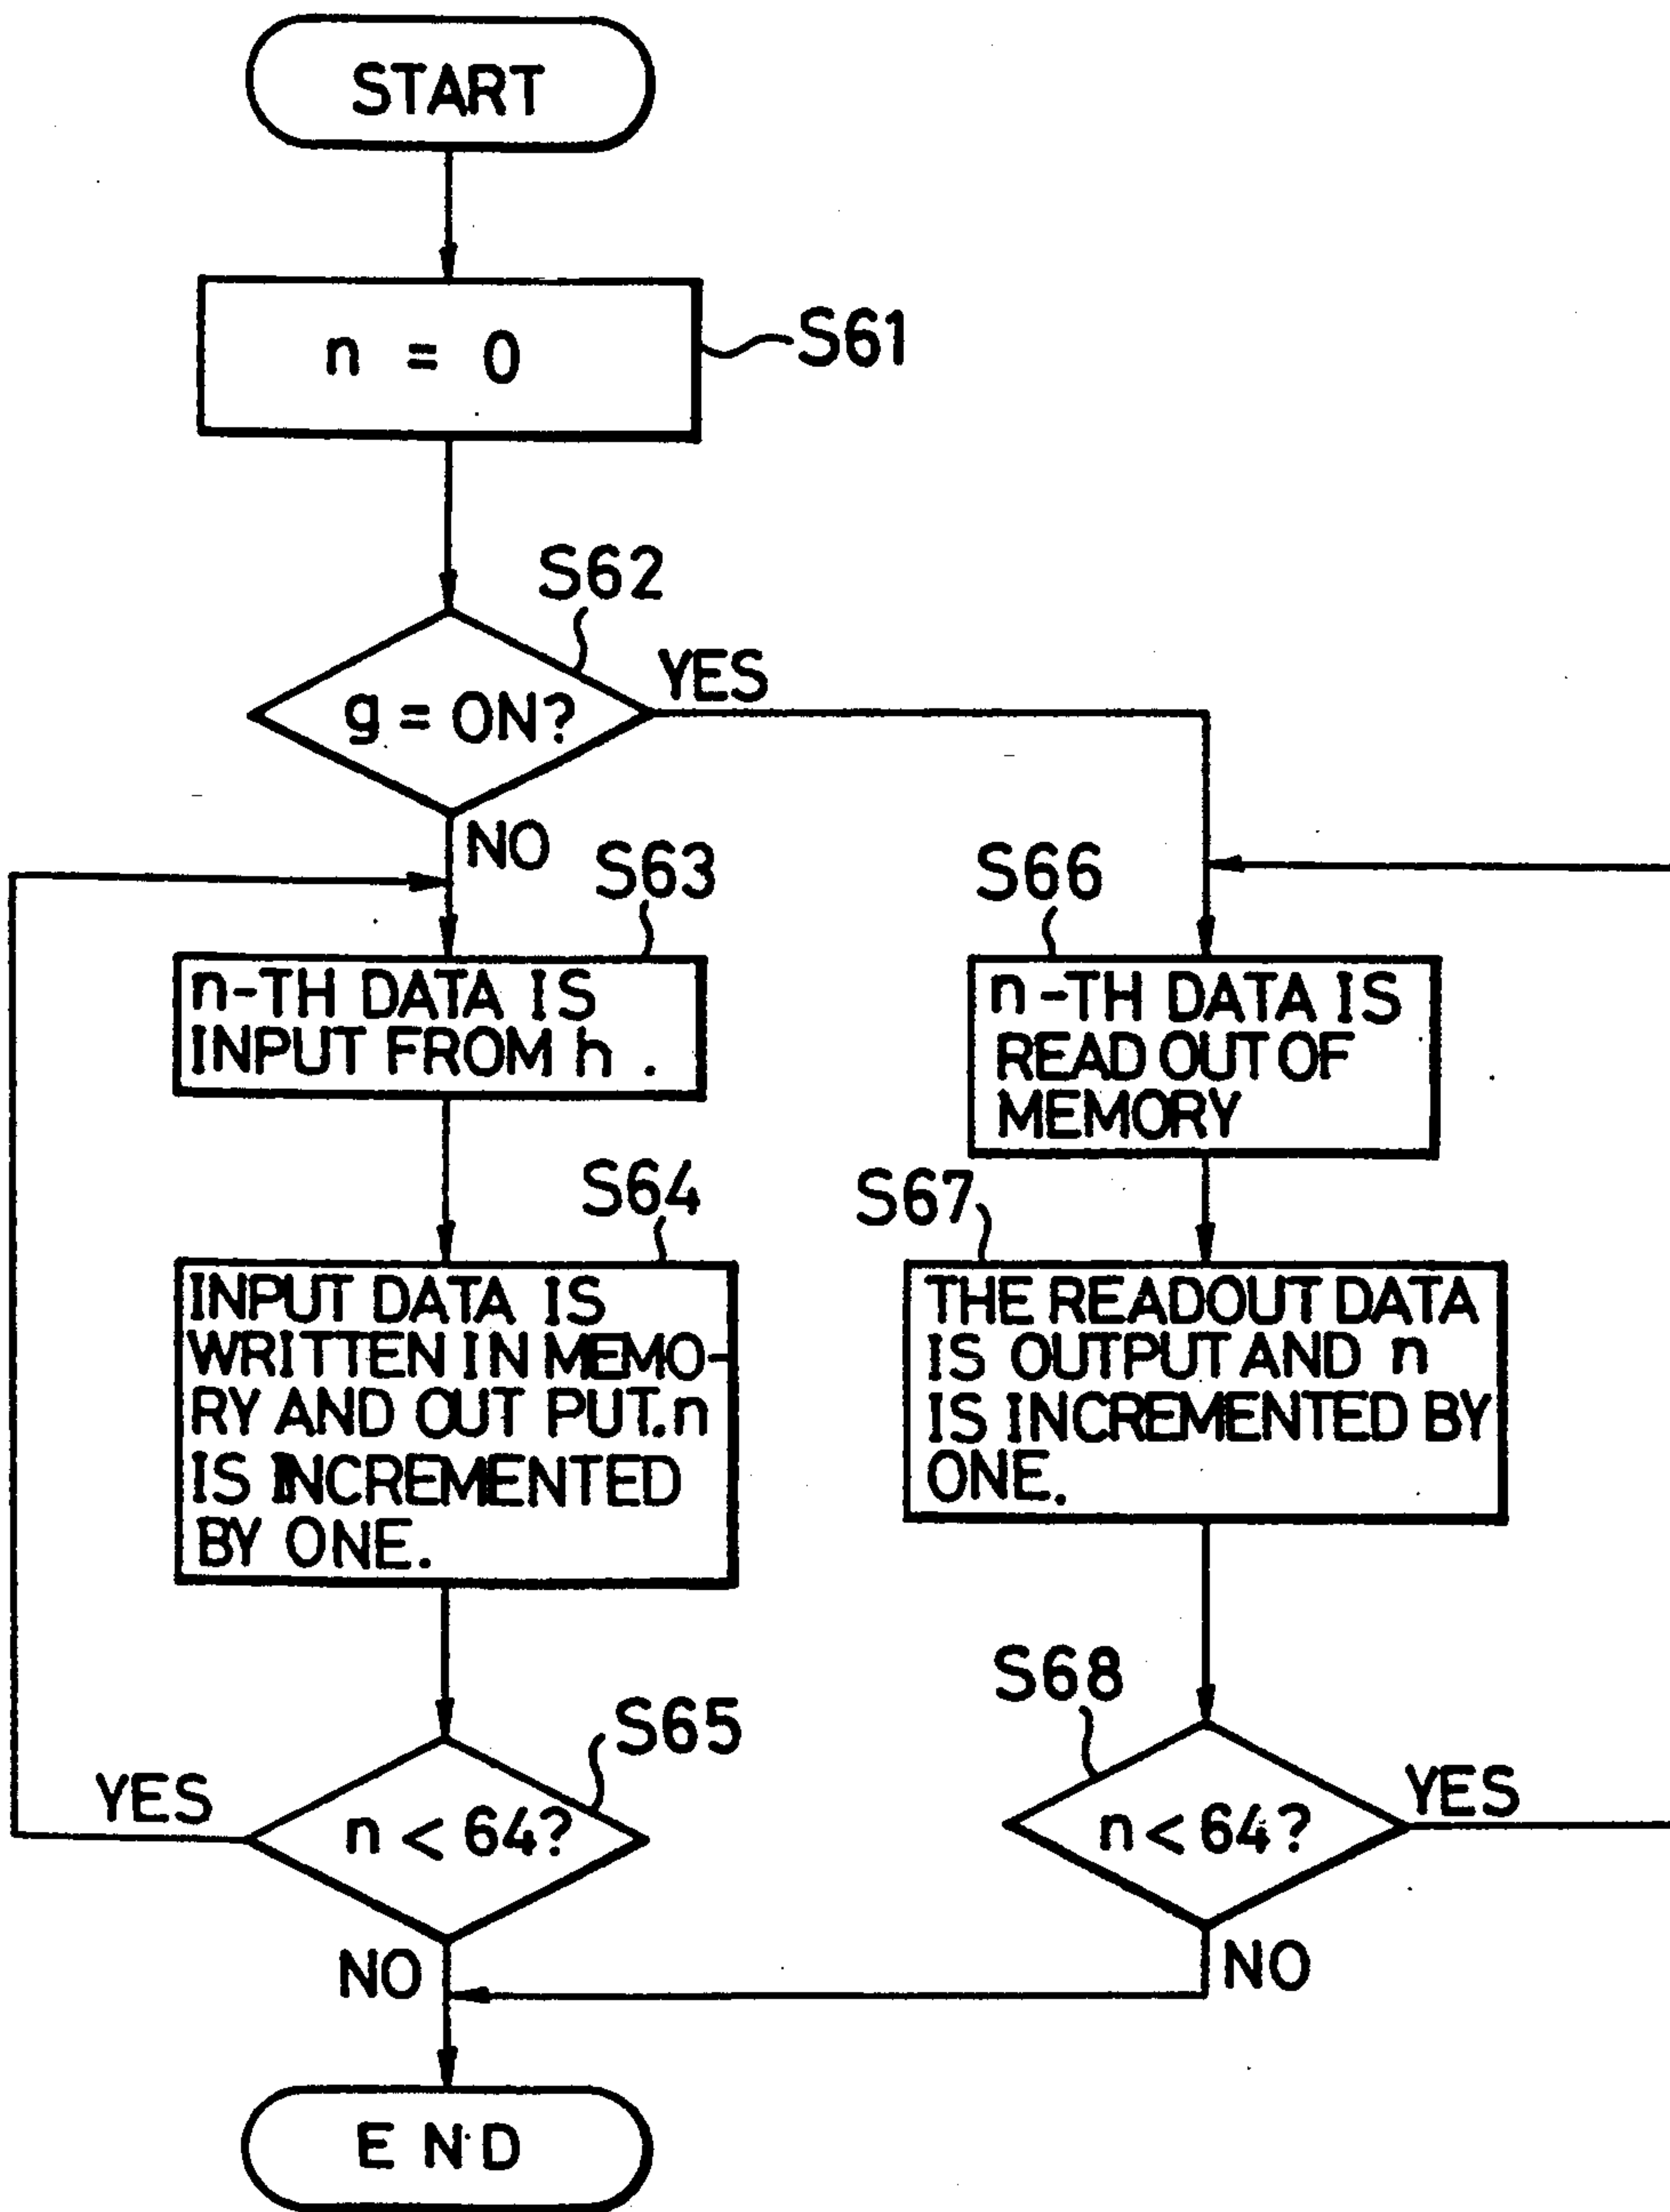 START
n = 0
S61
S62
g = ON?
YES
NO
S63
n-TH DATA IS
INPUT FROM h .
S64
INPUT DATA IS
WRITTEN IN MEMO-
RY AND OUT PUT. n
IS INCREMENTED
BY ONE.
S65
n < 64?
YES
NO
S66
n-TH DATA IS
READ OUT OF
MEMORY
S67
THE READOUT DATA
IS OUTPUT AND n
IS INCREMENTED BY
ONE.
S68
n < 64?
YES
NO
END